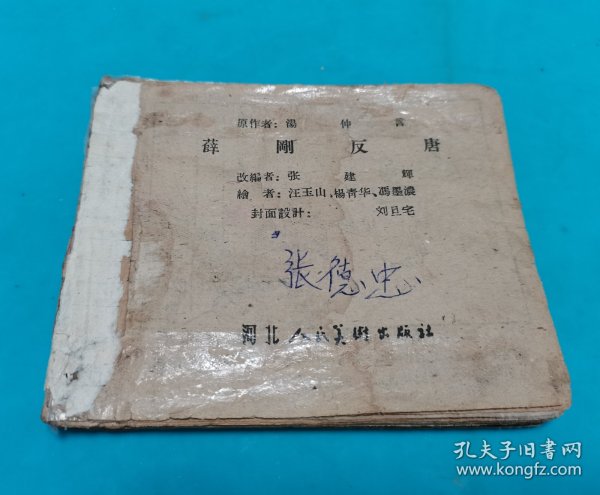 原作者：湯仲言
薛剛反唐
改編者：张建輝
繪者：汪玉山、楊青华、馮墨濃
封面設計：刘旦宅
张德忠
河北人民美術出版社
孔夫子旧书网
www.kongfz.com